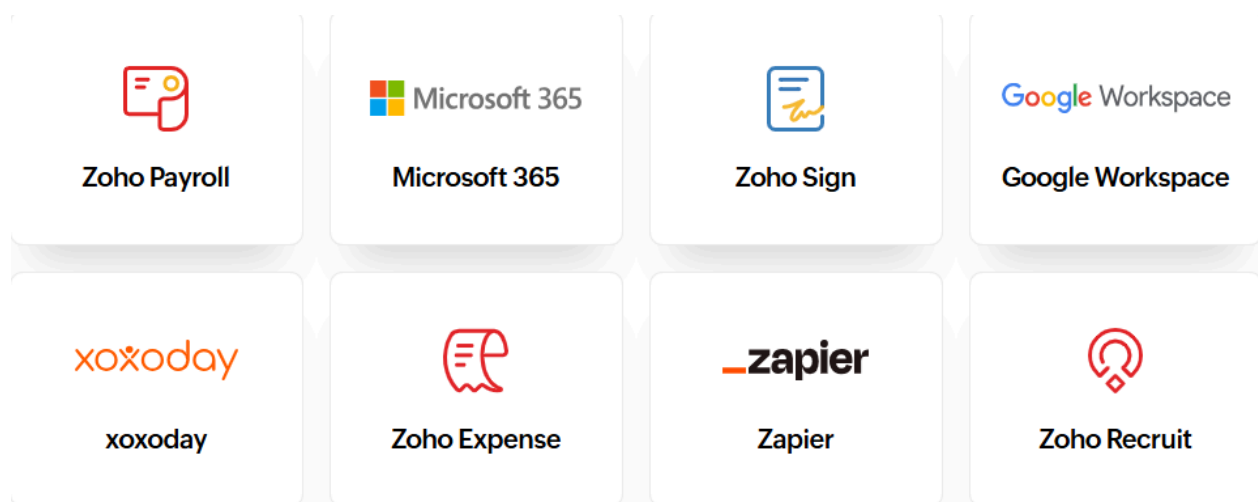 Microsoft 365
Google Workspace
Zoho Payroll
Microsoft 365
Zoho Sign
Google Workspace
xoxoday
zapier
xoxoday
Zoho Expense
Zapier
Zoho Recruit